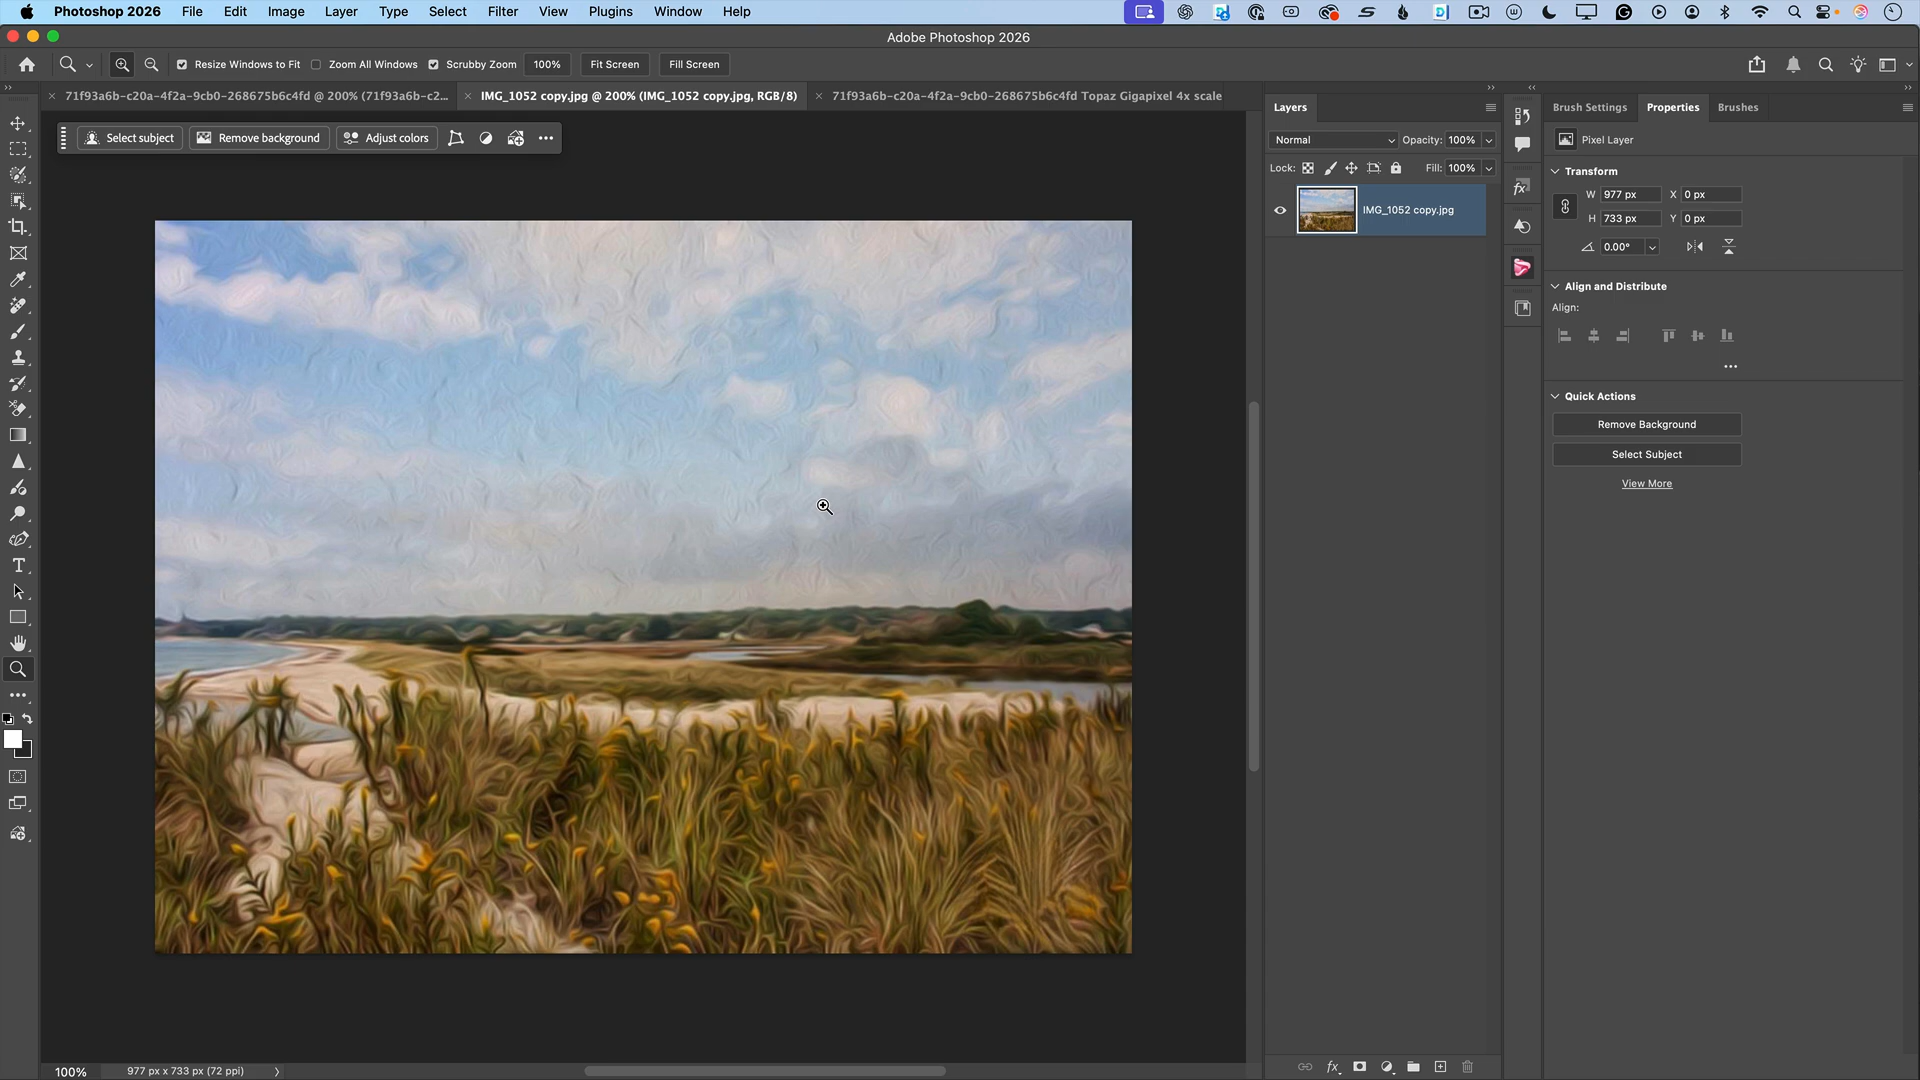 Photoshop 2026 File Edit Image Layer Type Select Filter View Plugins Window Help
Adobe Photoshop 2026
Resize Windows to Fit Zoom All Windows Scrubby Zoom 100% Fit Screen Fill Screen
71f93a6b-c20a-4f2a-9cb0-268675b6c4fd @ 200% (71f93a6b-c2... IMG_1052 copy.jpg @ 200% (IMG_1052 copy.jpg, RGB/8) 71f93a6b-c20a-4f2a-9cb0-268675b6c4fd Topaz Gigapixel 4x scale
Select subject Remove background Adjust colors
Layers
Normal Opacity: 100%
Lock: Fill: 100%
IMG_1052 copy.jpg
Brush Settings Properties Brushes
Pixel Layer
Transform
W 977 px X 0 px
H 733 px Y 0 px
0.00°
Align and Distribute
Align:
Quick Actions
Remove Background
Select Subject
View More
100% 977 px x 733 px (72 ppi)